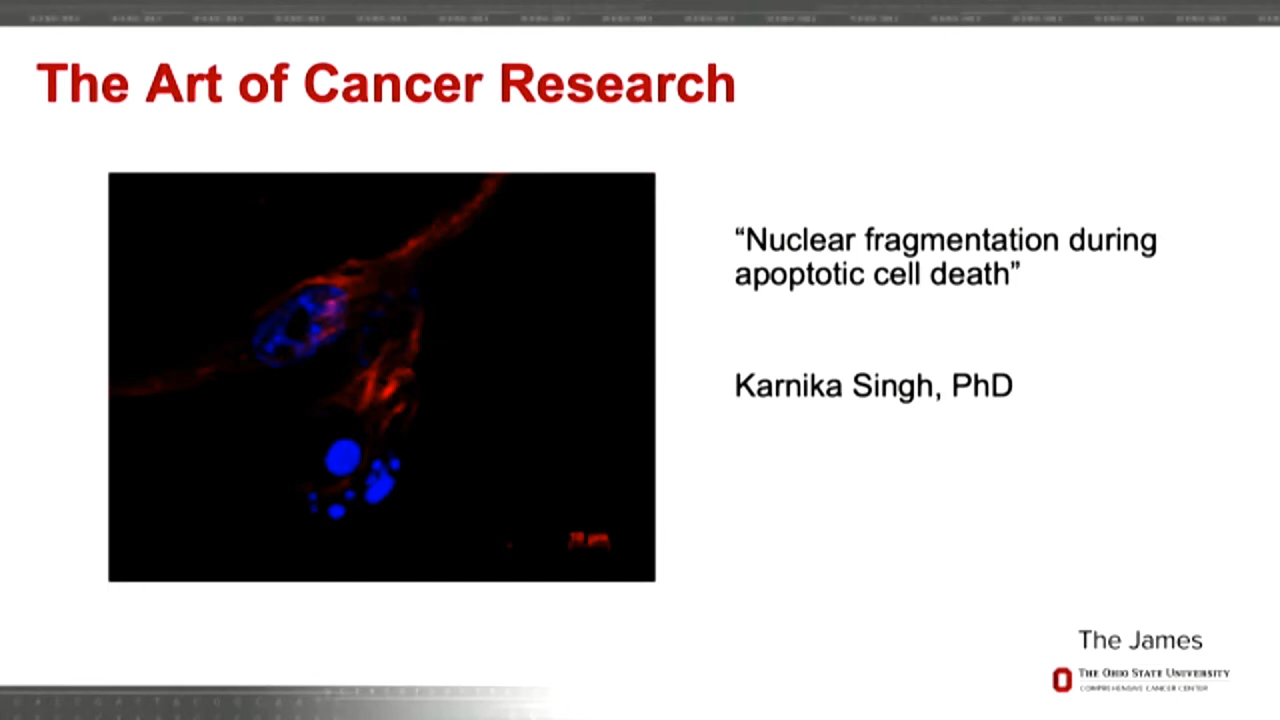 The Art of Cancer Research
“Nuclear fragmentation during
apoptotic cell death”
Karnika Singh, PhD
The James
THE OHIO STATE UNIVERSITY
COMPREHENSIVE CANCER CENTER